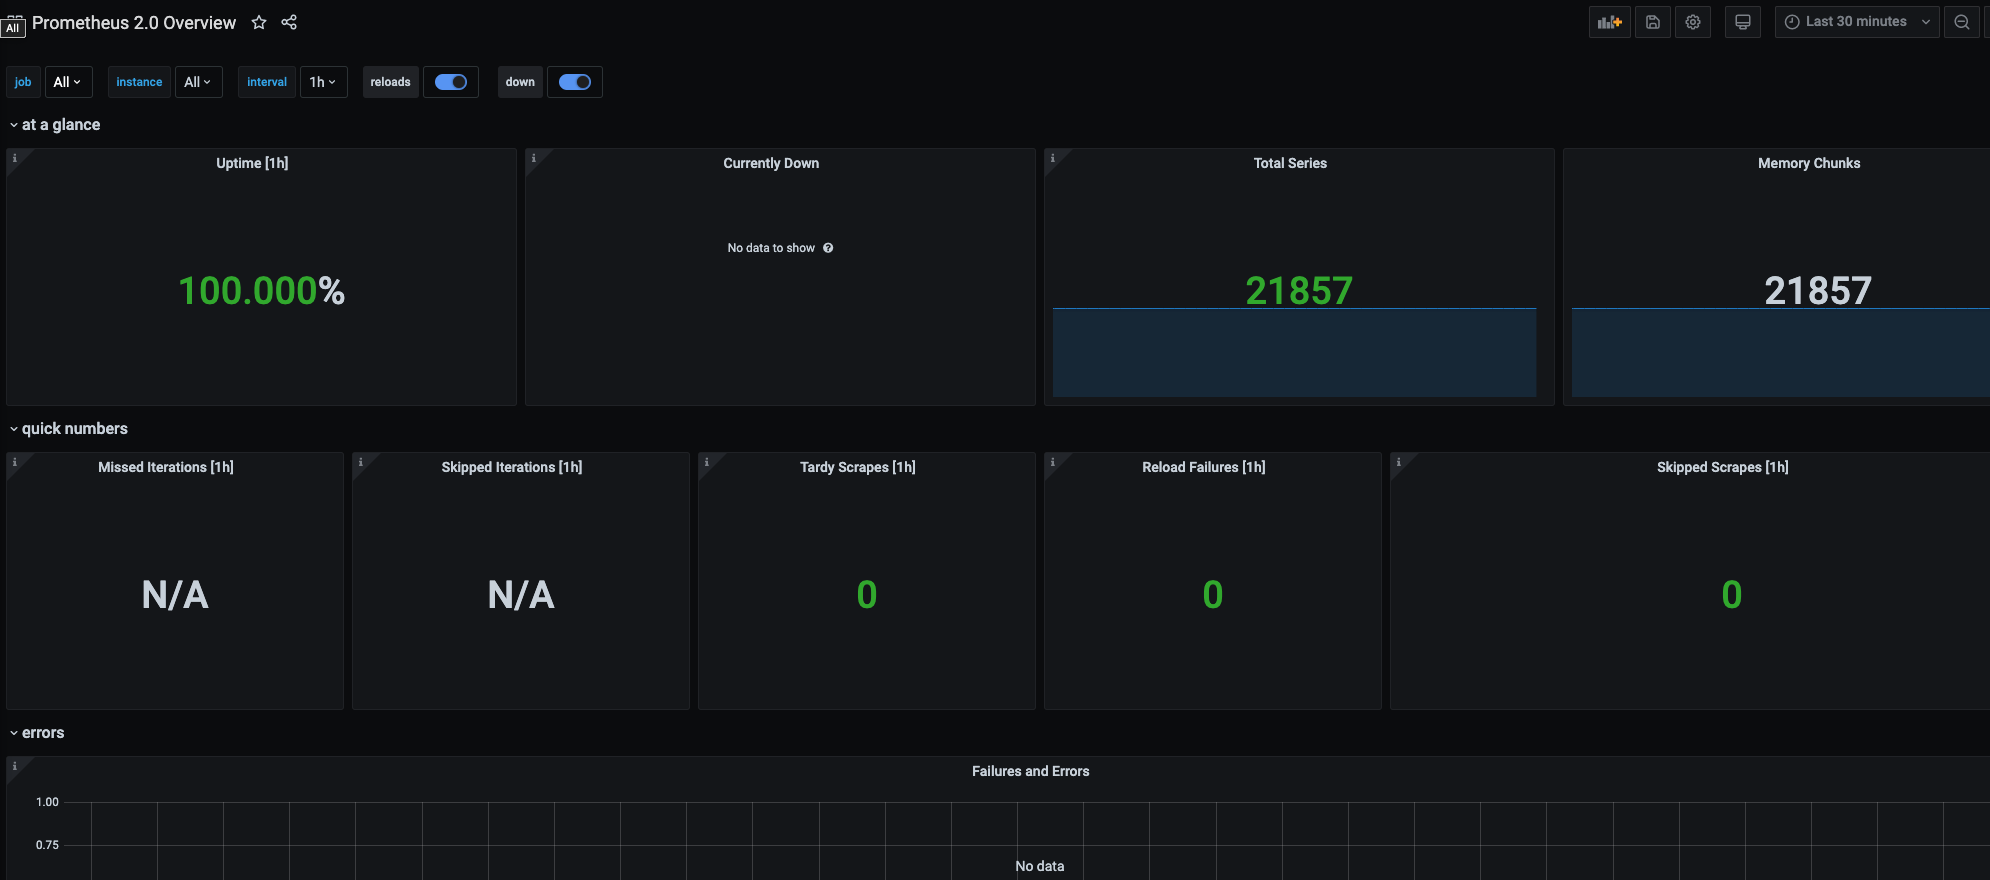 All
Prometheus 2.0 Overview
Last 30 minutes
job All instance All interval 1h reloads down
at a glance
i Uptime [1h]
100.000%
i Currently Down
No data to show ?
i Total Series
21857
Memory Chunks
21857
quick numbers
i Missed Iterations [1h]
N/A
i Skipped Iterations [1h]
N/A
i Tardy Scrapes [1h]
0
i Reload Failures [1h]
0
i Skipped Scrapes [1h]
0
errors
i Failures and Errors
1.00
0.75
No data